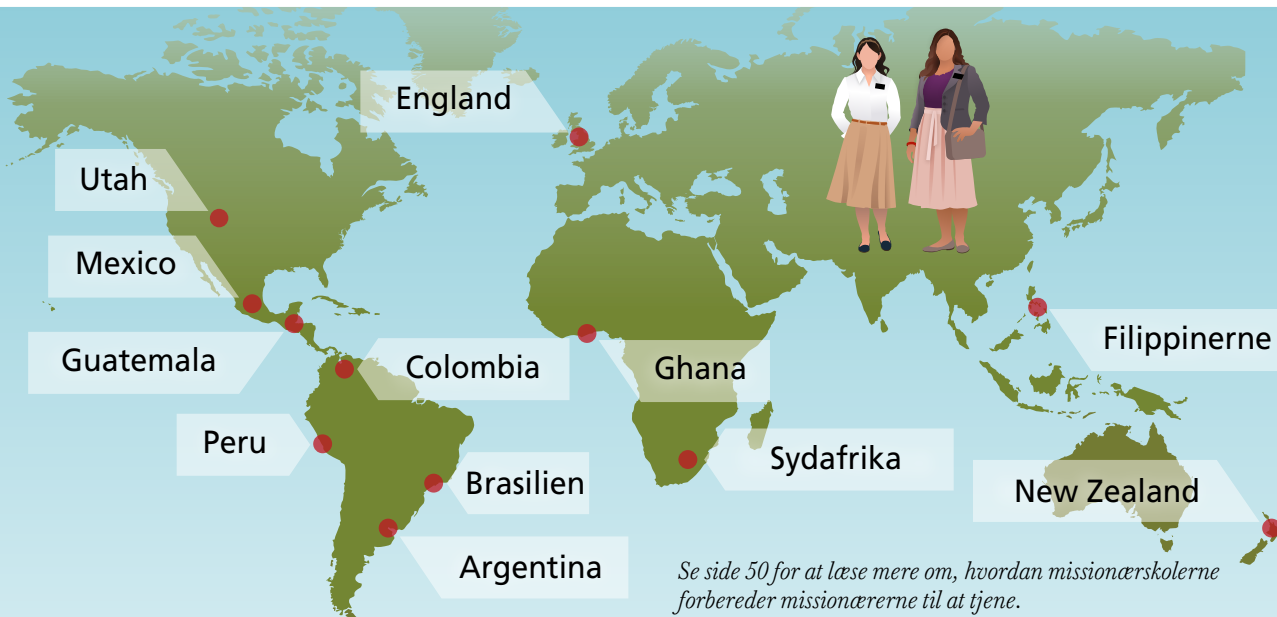 England
Utah
Mexico
Guatemala
Colombia
Ghana
Filippinerne
Peru
Sydafrika
Brasilien
New Zealand
Argentina
Se side 50 for at læse mere om, hvordan missionærskolerne
forbereder missionærerne til at tjene.